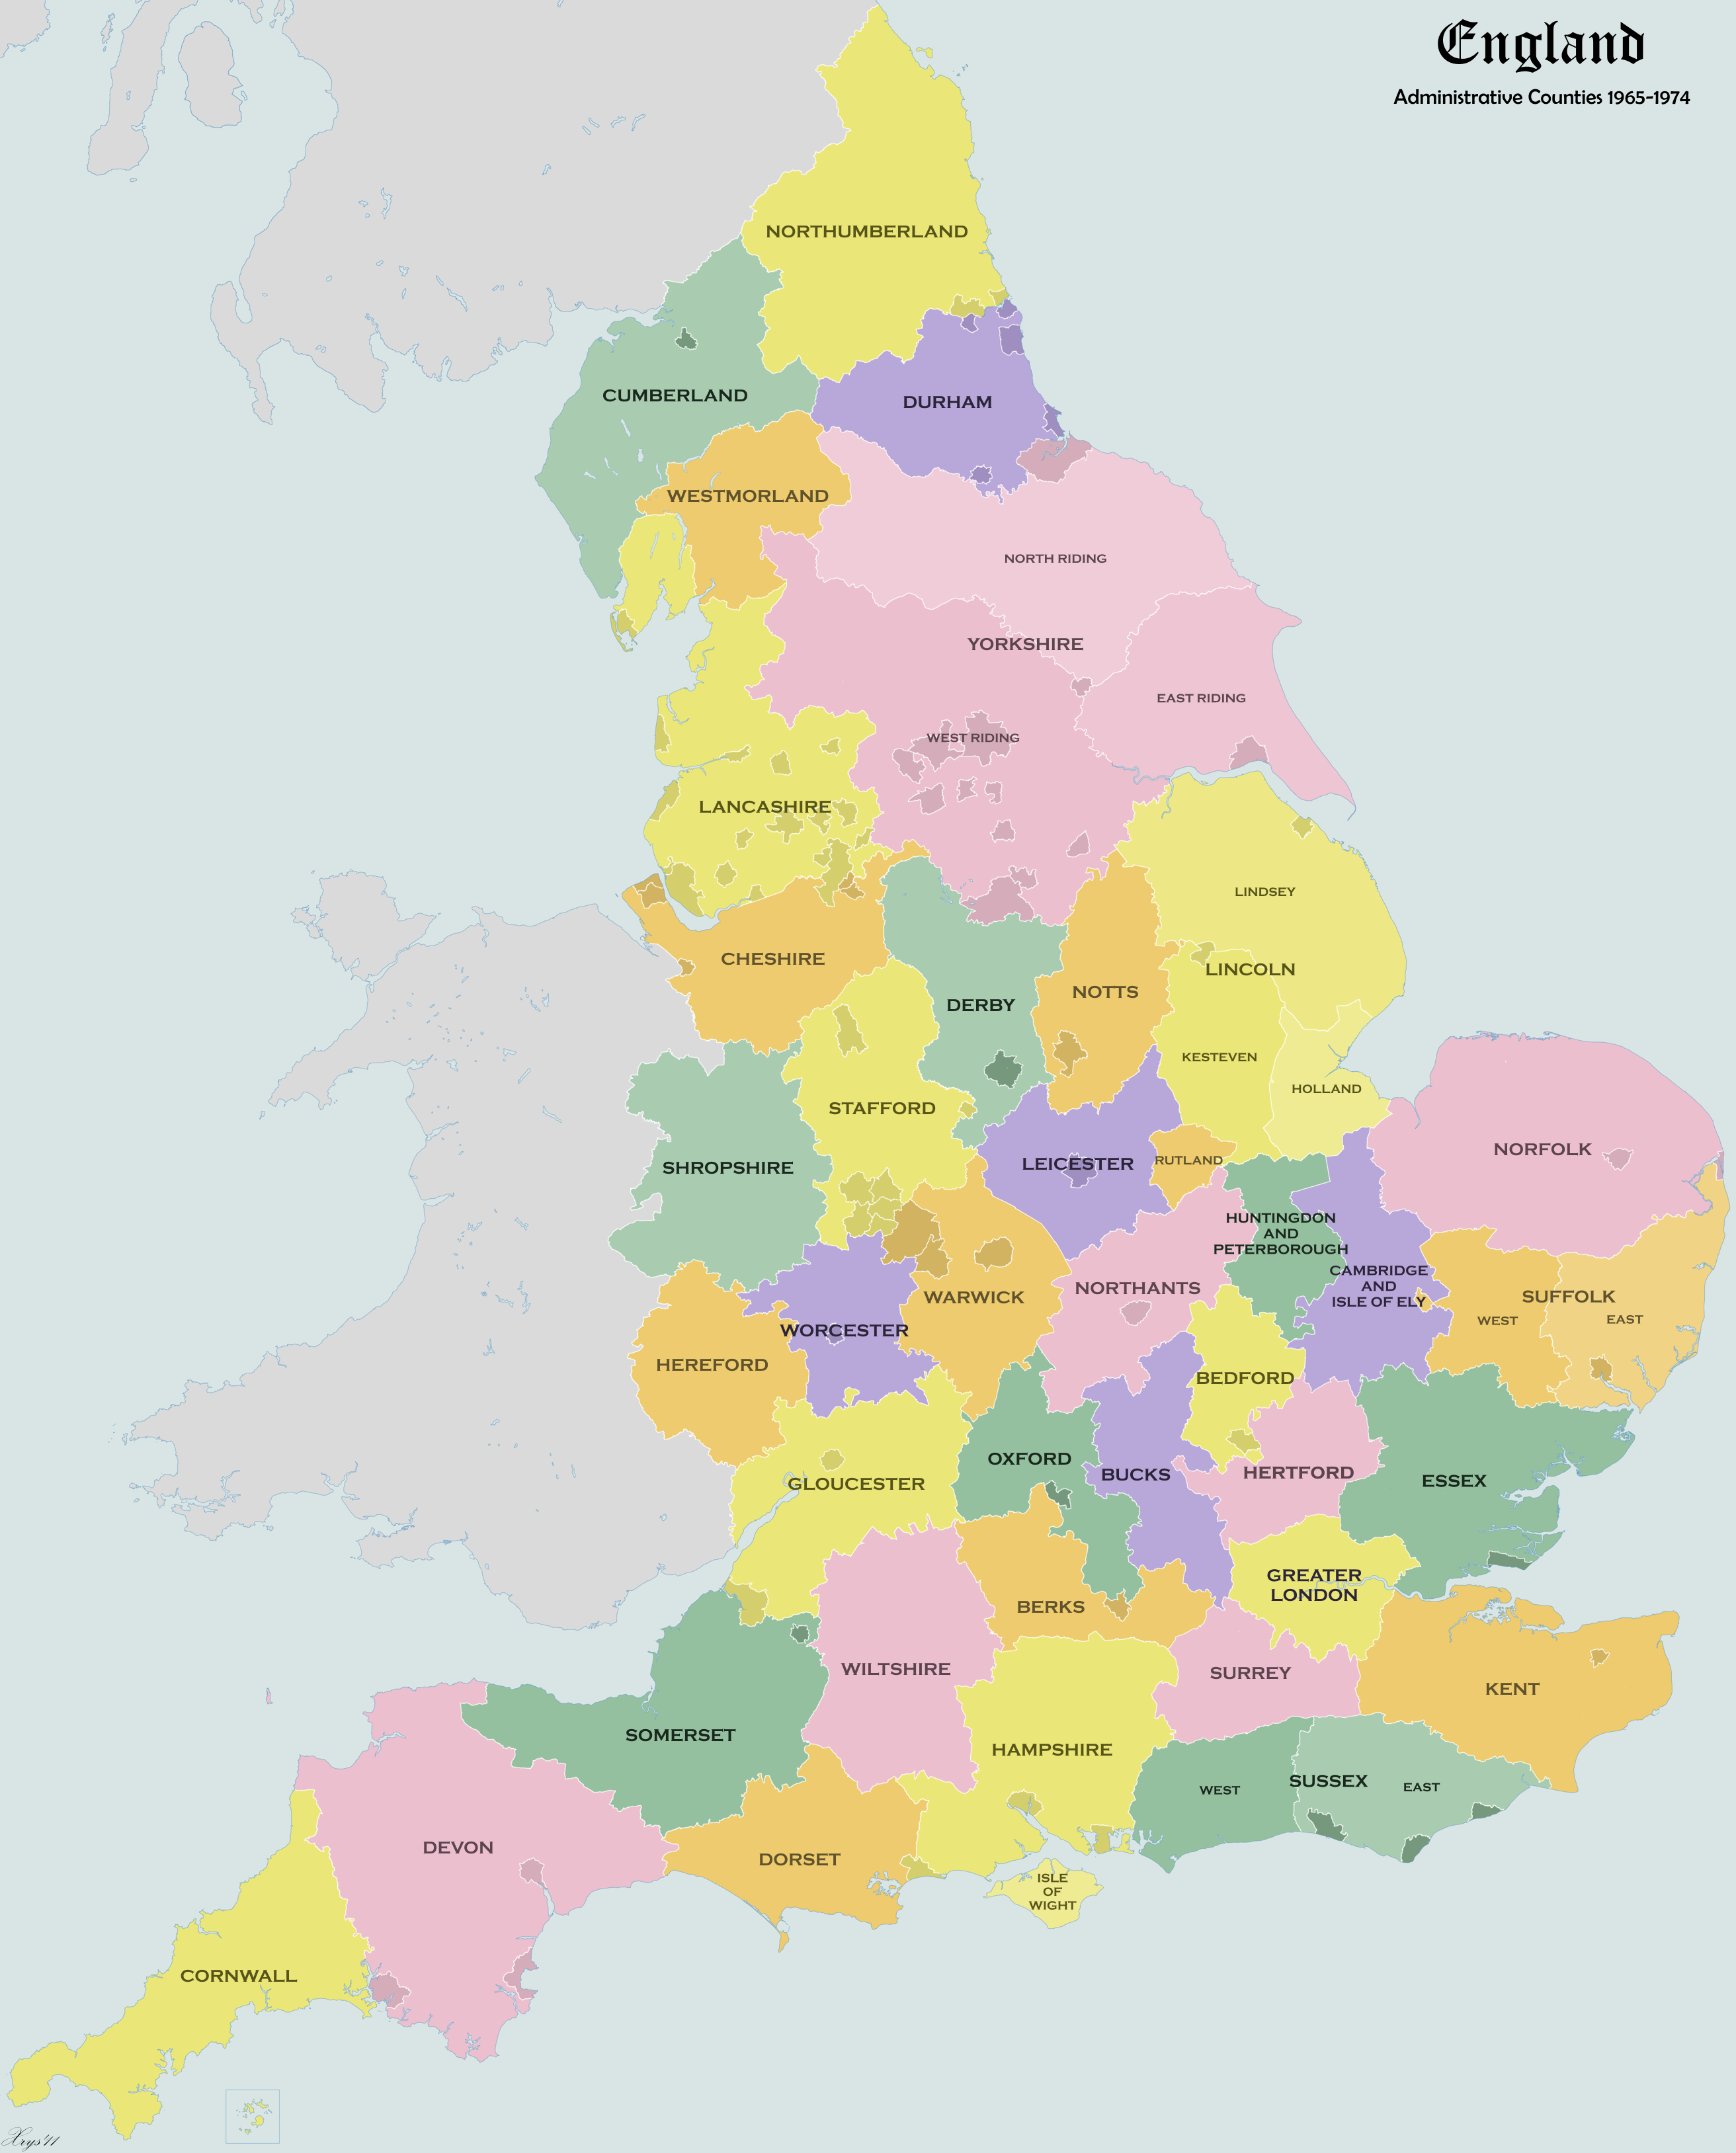 England
Administrative Counties 1965-1974
NORTHUMBERLAND
CUMBERLAND
DURHAM
WESTMORLAND
NORTH RIDING
YORKSHIRE
EAST RIDING
WEST RIDING
LANCASHIRE
LINDSEY
CHESHIRE
LINCOLN
NOTTS
DERBY
KESTEVEN
HOLLAND
STAFFORD
NORFOLK
RUTLAND
LEICESTER
SHROPSHIRE
HUNTINGDON
AND
PETERBOROUGH
CAMBRIDGE
AND
ISLE OF ELY
NORTHANTS
SUFFOLK
WARWICK
WEST
EAST
WORCESTER
HEREFORD
BEDFORD
OXFORD
HERTFORD
BUCKS
ESSEX
GLOUCESTER
GREATER
LONDON
BERKS
WILTSHIRE
SURREY
KENT
SOMERSET
HAMPSHIRE
SUSSEX
WEST
EAST
DEVON
DORSET
ISLE
OF
WIGHT
CORNWALL
Xrys'11